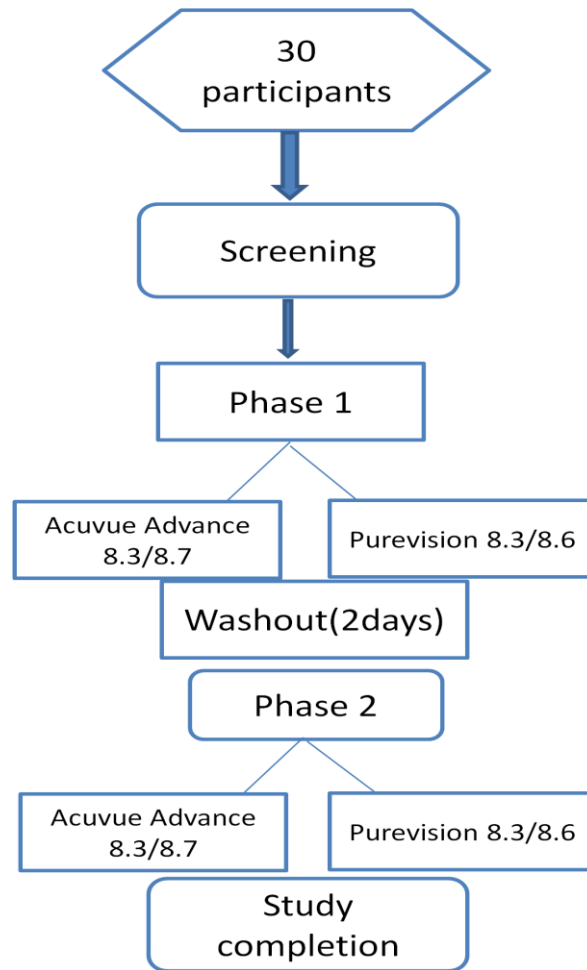 30
participants
Screening
Phase 1
Acuvue Advance
8.3/8.7
Purevision 8.3/8.6
Washout(2days)
Phase 2
Acuvue Advance
8.3/8.7
Purevision 8.3/8.6
Study
completion